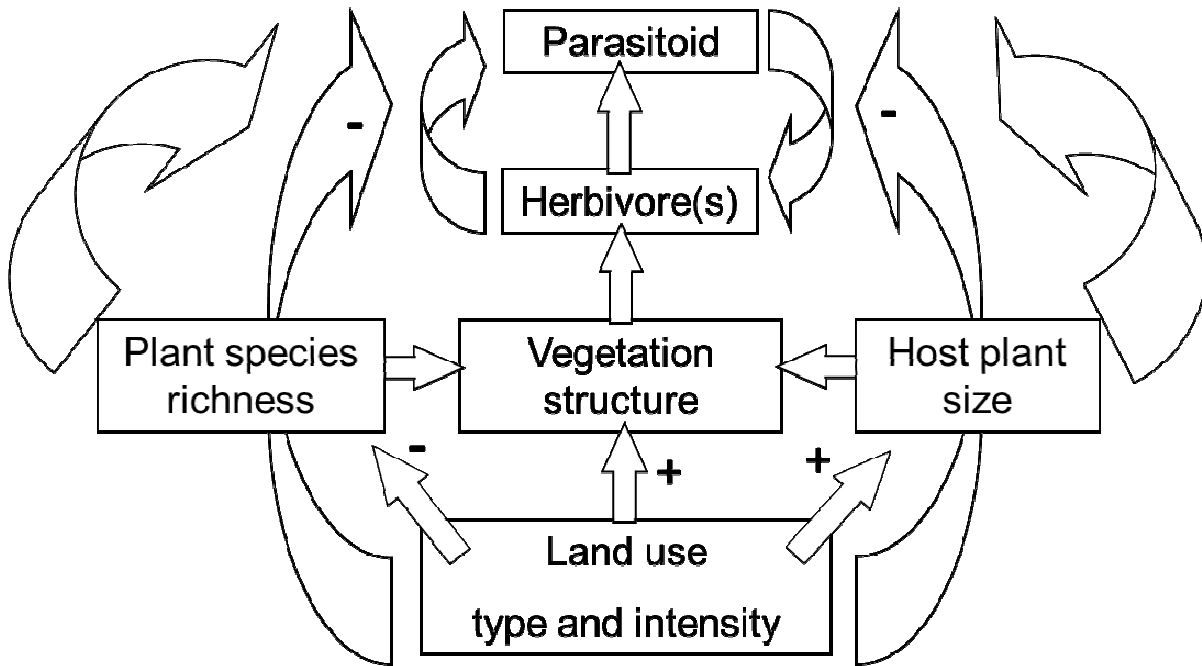 Parasitoid
-
-
Herbivore(s)
Plant species
richness
Vegetation
structure
Host plant
size
-
+
+
Land use
type and intensity